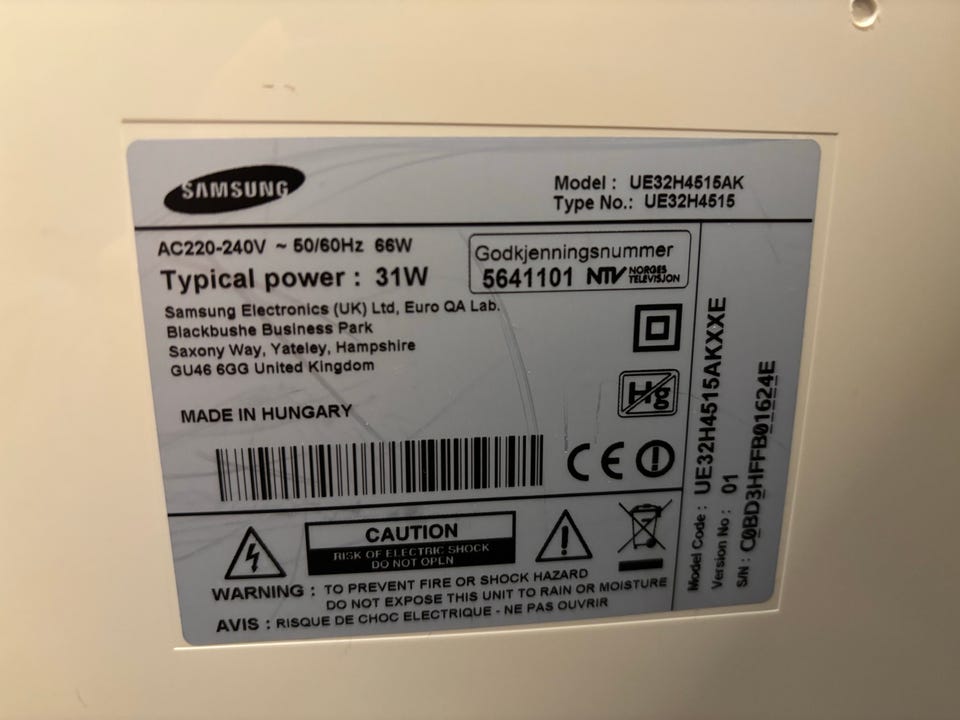 SAMSUNG
Model : UE32H4515AK
Type No.: UE32H4515
AC220-240V ~ 50/60Hz 66W
Typical power : 31W
Godkjenningsnummer
5641101 NTV NORGES
TELEVISJON
Samsung Electronics (UK) Ltd, Euro QA Lab.
Blackbushe Business Park
Saxony Way, Yateley, Hampshire
GU46 6GG United Kingdom
MADE IN HUNGARY
Hg
CE
CAUTION
RISK OF ELECTRIC SHOCK
DO NOT OPEN
WARNING : TO PREVENT FIRE OR SHOCK HAZARD
DO NOT EXPOSE THIS UNIT TO RAIN OR MOISTURE
AVIS : RISQUE DE CHOC ELECTRIQUE - NE PAS OUVRIR
Model Code : UE32H4515AKXXE
Version No : 01
S/N : C0BD3HFFB01624E